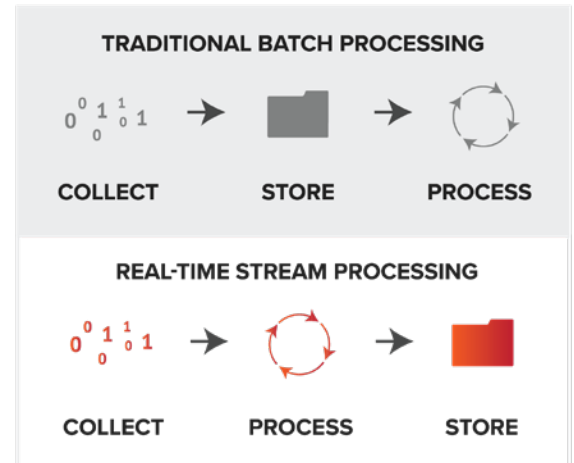 TRADITIONAL BATCH PROCESSING
0 0 1 0 1 0 1
COLLECT STORE PROCESS
REAL-TIME STREAM PROCESSING
0 0 1 0 1 0 1
COLLECT PROCESS STORE